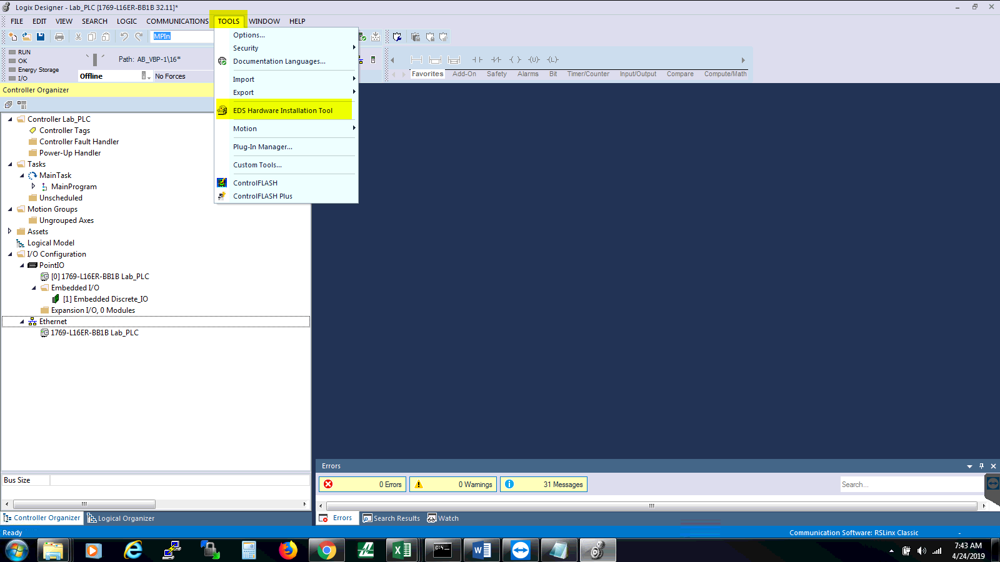 Logix Designer - Lab_PLC [1769-L16ER-BB1B 32.11]*
FILE EDIT VIEW SEARCH LOGIC COMMUNICATIONS TOOLS WINDOW HELP
MPIn
RUN
OK
Energy Storage
I/O
Path: AB_VBP-1\16*
Offline
No Forces
Favorites Add-On Safety Alarms Bit Timer/Counter Input/Output Compare Compute/Math
Options...
Security
Documentation Languages...
Import
Export
EDS Hardware Installation Tool
Motion
Plug-In Manager...
Custom Tools...
ControlFLASH
ControlFLASH Plus
Controller Organizer
Controller Lab_PLC
Controller Tags
Controller Fault Handler
Power-Up Handler
Tasks
MainTask
MainProgram
Unscheduled
Motion Groups
Ungrouped Axes
Assets
Logical Model
I/O Configuration
PointIO
[0] 1769-L16ER-BB1B Lab_PLC
Embedded I/O
[1] Embedded Discrete_IO
Expansion I/O, 0 Modules
Ethernet
1769-L16ER-BB1B Lab_PLC
Bus Size
Controller Organizer Logical Organizer
Errors
0 Errors 0 Warnings 31 Messages Search...
Errors Search Results Watch
Ready Communication Software: RSLinx Classic
7:43 AM
4/24/2019